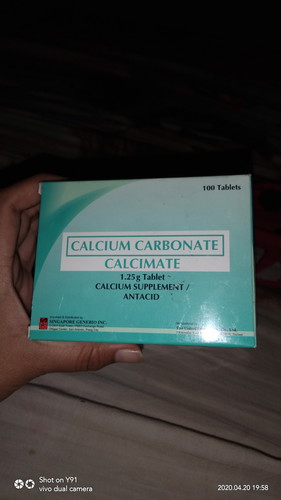 100 Tablets
CALCIUM CARBONATE
CALCIMATE
1.25g Tablet
CALCIUM SUPPLEMENT/
ANTACID
SINGAPORE GENERIO INC.
Shot on Y91
vivo dual camera
2020.04.20 19:58